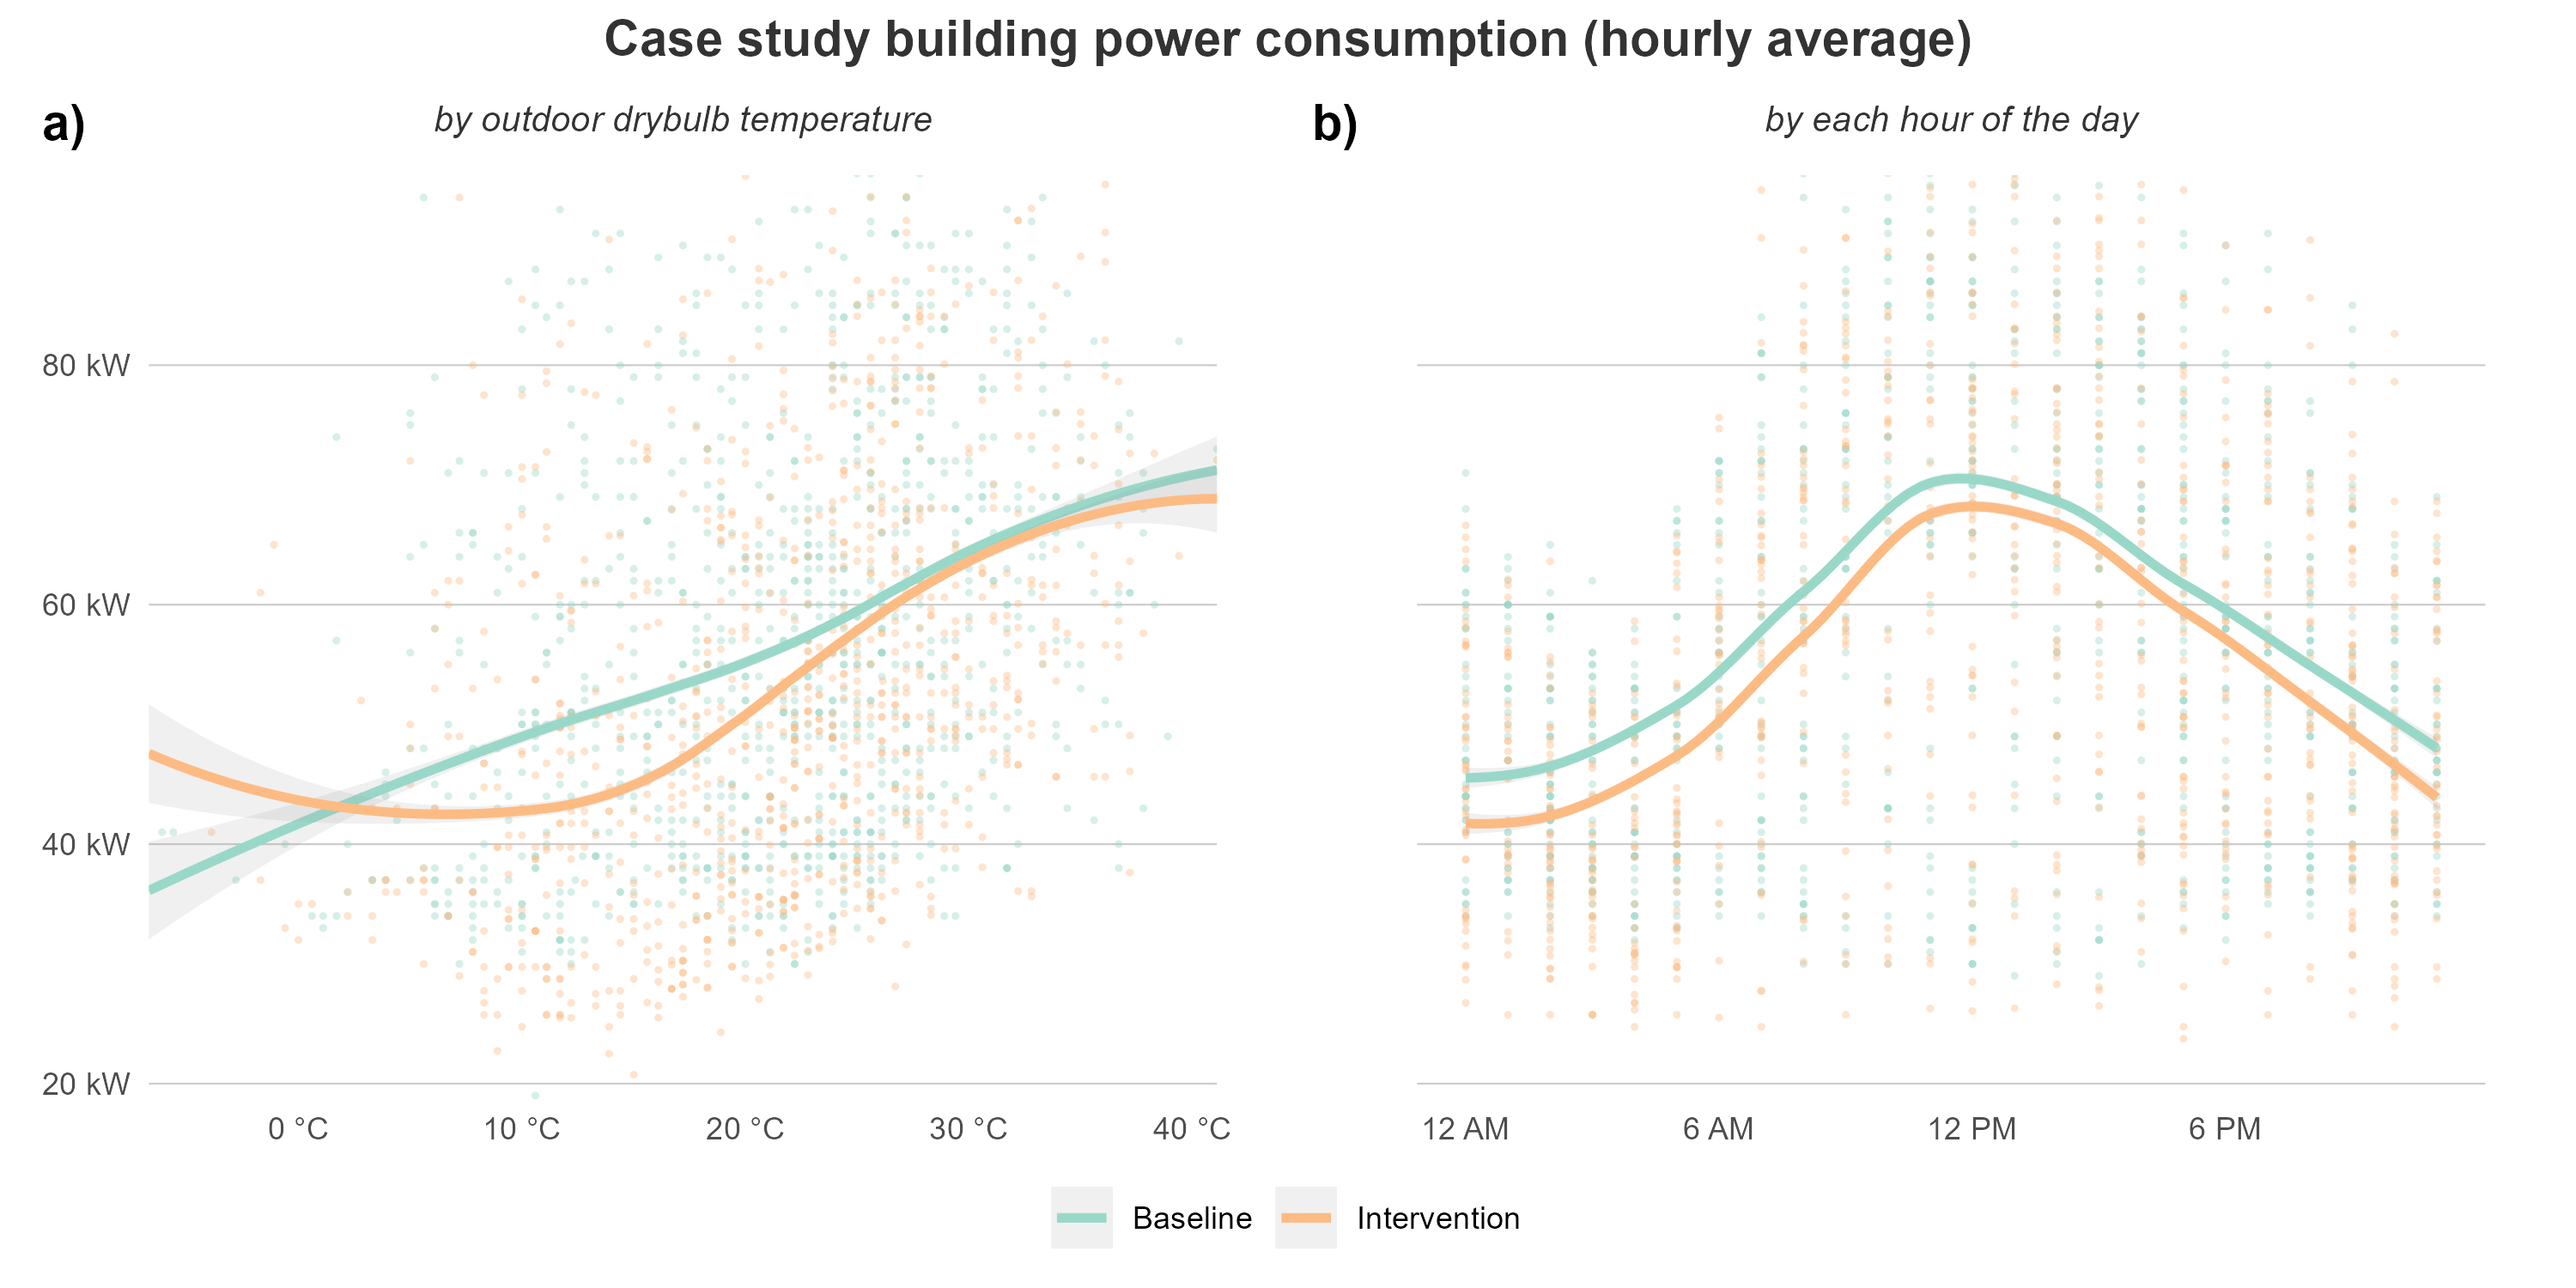 Case study building power consumption (hourly average)
a)
by outdoor drybulb temperature
80 kW
60 kW
40 kW
20 kW
0 °C 10 °C 20 °C 30 °C 40 °C
b)
by each hour of the day
12 AM 6 AM 12 PM 6 PM
Baseline Intervention